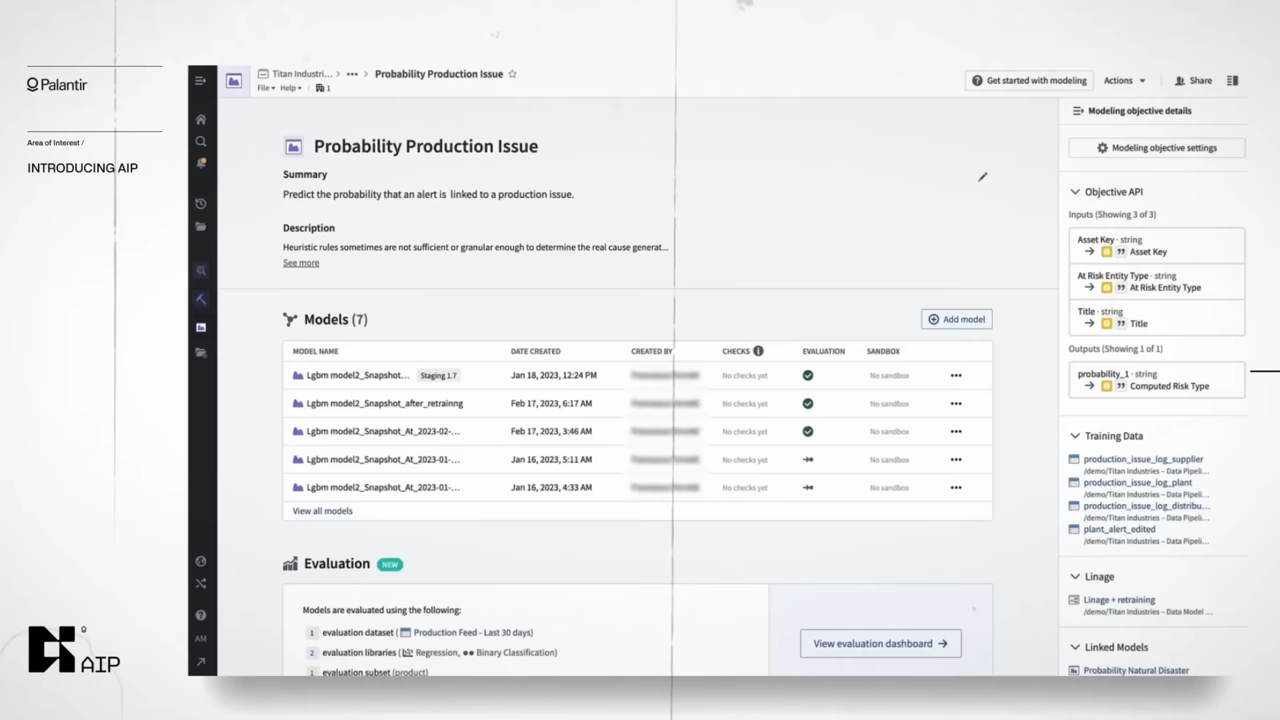 Palantir
Area of Interest /
INTRODUCING AIP
AIP
Titan Industri... > ••• > Probability Production Issue
File Help 1
Get started with modeling
Actions
Share
Probability Production Issue
Summary
Predict the probability that an alert is linked to a production issue.
Description
Heuristic rules sometimes are not sufficient or granular enough to determine the real cause generat...
See more
Models (7)
Add model
MODEL NAME DATE CREATED CREATED BY CHECKS EVALUATION SANDBOX
Lgbm model2_Snapshot... Staging 1.7 Jan 18, 2023, 12:24 PM No checks yet No sandbox •••
Lgbm model2_Snapshot_after_retrainng Feb 17, 2023, 6:17 AM No checks yet No sandbox •••
Lgbm model2_Snapshot_At_2023-02-... Feb 17, 2023, 3:46 AM No checks yet No sandbox •••
Lgbm model2_Snapshot_At_2023-01-... Jan 16, 2023, 5:11 AM No checks yet No sandbox •••
Lgbm model2_Snapshot_At_2023-01-... Jan 16, 2023, 4:33 AM No checks yet No sandbox •••
View all models
Evaluation NEW
Models are evaluated using the following:
1 evaluation dataset ( Production Feed - Last 30 days)
2 evaluation libraries ( Regression, Binary Classification)
1 evaluation subset (product)
View evaluation dashboard →
AM
Modeling objective details
Modeling objective settings
Objective API
Inputs (Showing 3 of 3)
Asset Key · string
→ Asset Key
At Risk Entity Type · string
→ At Risk Entity Type
Title · string
→ Title
Outputs (Showing 1 of 1)
probability_1 · string
→ Computed Risk Type
Training Data
production_issue_log_supplier
/demo/Titan Industries – Data Pipeli...
production_issue_log_plant
/demo/Titan Industries – Data Pipeli...
production_issue_log_distribu...
/demo/Titan Industries – Data Pipeli...
plant_alert_edited
/demo/Titan Industries – Data Pipeli...
Linage
Linage + retraining
/demo/Titan Industries – Data Model ...
Linked Models
Probability Natural Disaster